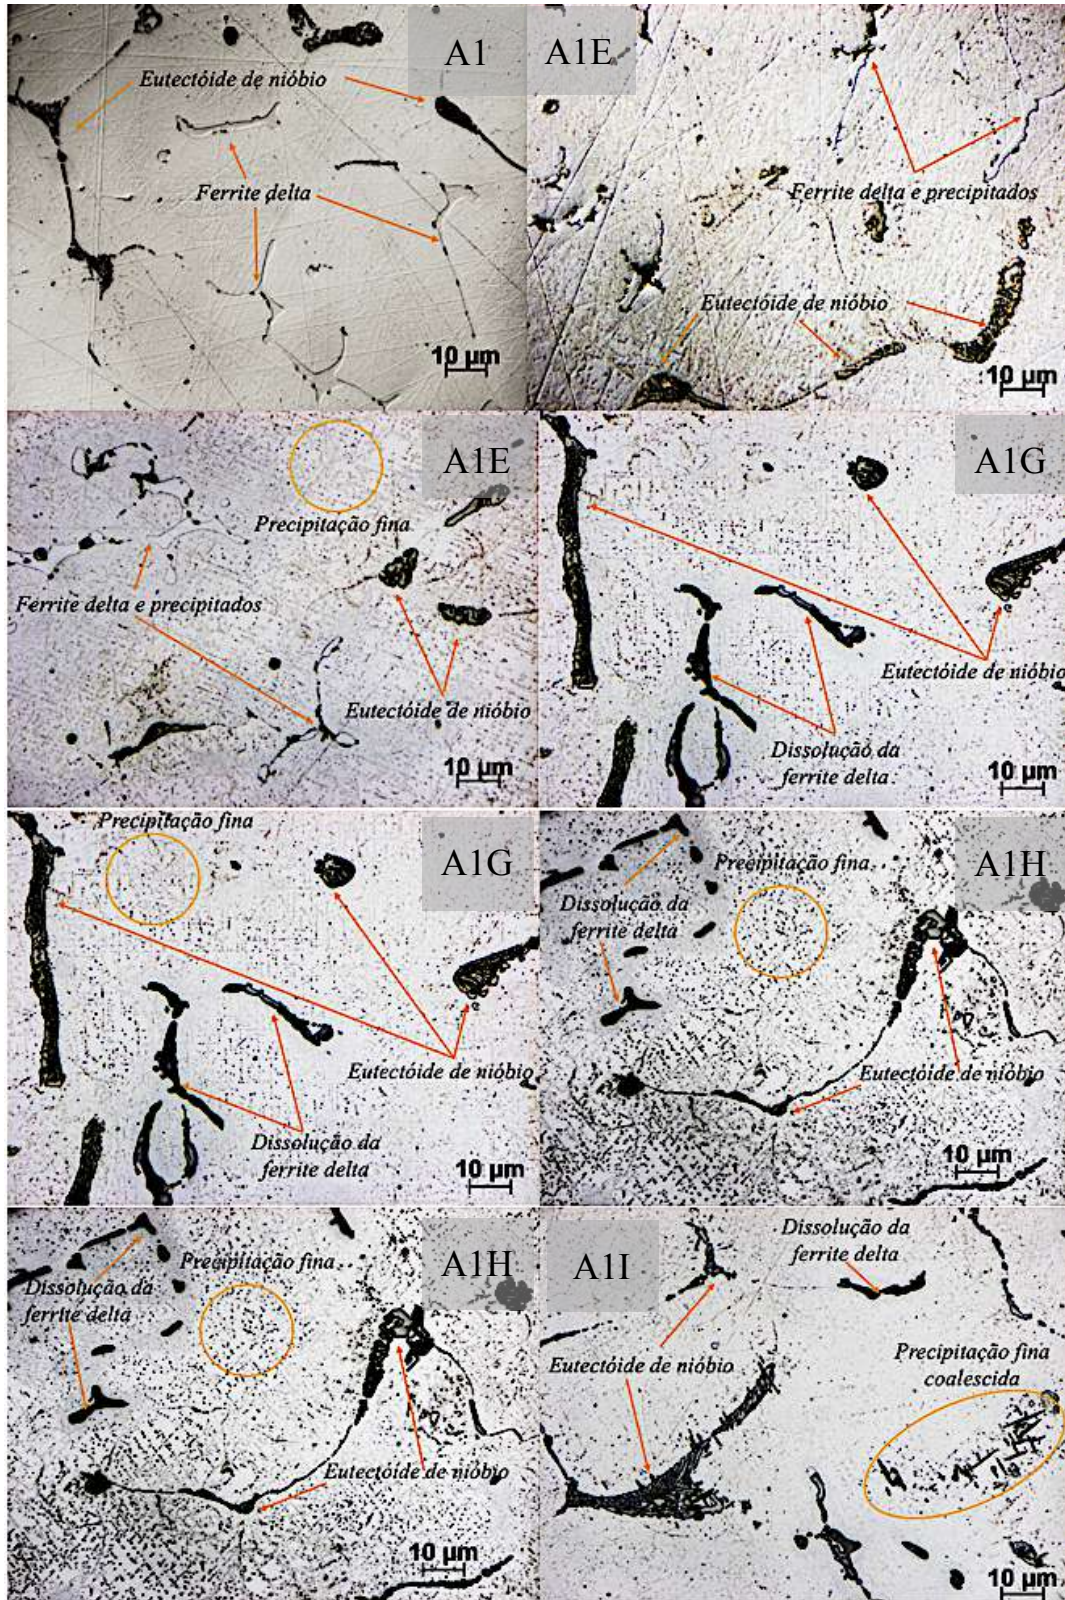 A1
Eutectóide de nióbio
Ferrite delta
10 µm
A1E
Ferrite delta e precipitados
Eutectóide de nióbio
10 µm
A1E
Precipitação fina
Ferrite delta e precipitados
Eutectóide de nióbio
10 µm
A1G
Eutectóide de nióbio
Dissolução da
ferrite delta
10 µm
Precipitação fina
A1G
Eutectóide de nióbio
Dissolução da
ferrite delta
10 µm
A1H
Precipitação fina
Dissolução da
ferrite delta
Eutectóide de nióbio
10 µm
A1H
Precipitação fina
Dissolução da
ferrite delta
Eutectóide de nióbio
10 µm
A1I
Dissolução da
ferrite delta
Eutectóide de nióbio
Precipitação fina
coalescida
10 µm